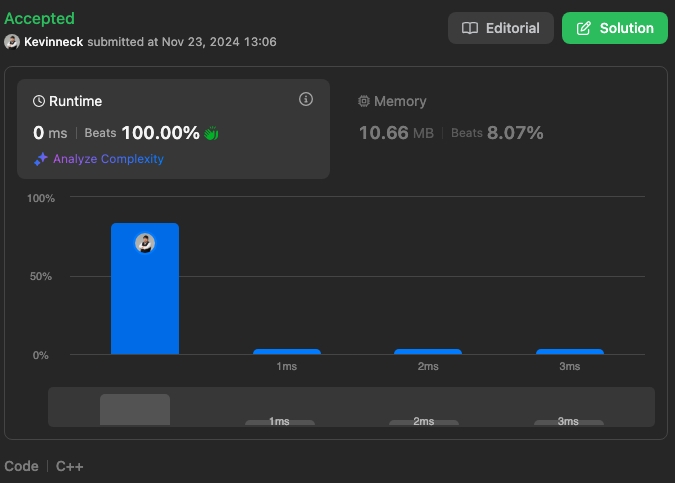 Accepted
Kevinneck submitted at Nov 23, 2024 13:06
Editorial
Solution
Runtime
0 ms | Beats 100.00%
Analyze Complexity
Memory
10.66 MB | Beats 8.07%
100%
50%
0%
1ms 2ms 3ms
1ms 2ms 3ms
Code | C++